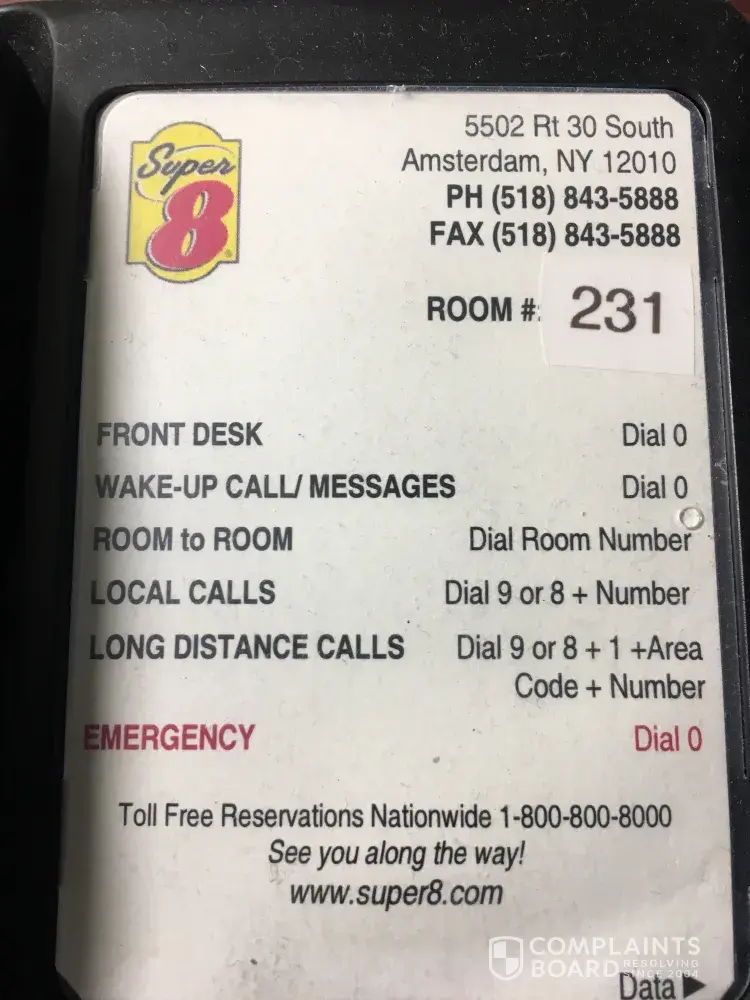 Super
8
5502 Rt 30 South
Amsterdam, NY 12010
PH (518) 843-5888
FAX (518) 843-5888
ROOM #: 231
FRONT DESK Dial 0
WAKE-UP CALL/ MESSAGES Dial 0
ROOM to ROOM Dial Room Number
LOCAL CALLS Dial 9 or 8 + Number
LONG DISTANCE CALLS Dial 9 or 8 + 1 +Area
Code + Number
EMERGENCY Dial 0
Toll Free Reservations Nationwide 1-800-800-8000
See you along the way!
www.super8.com
COMPLAINTS
BOARD RESOLVING
SINCE 2004
Data ▶